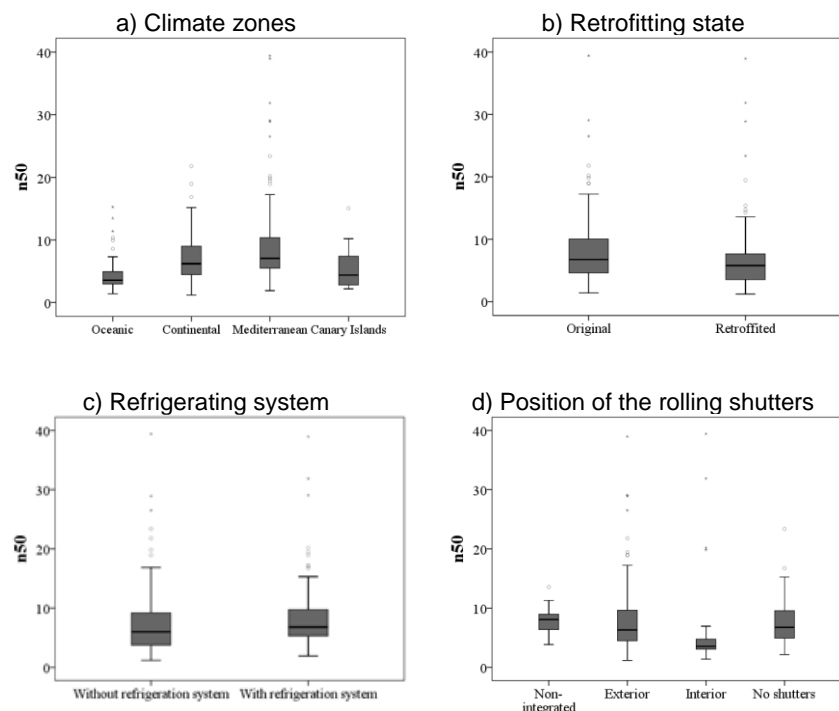 a) Climate zones
40
30
20
10
0
n50
Oceanic Continental Mediterranean Canary Islands
b) Retrofitting state
40
30
20
10
0
n50
Original Retroffited
c) Refrigerating system
40
30
20
10
0
n50
Without refrigeration system With refrigeration system
d) Position of the rolling shutters
40
30
20
10
0
n50
Non-
integrated Exterior Interior No shutters